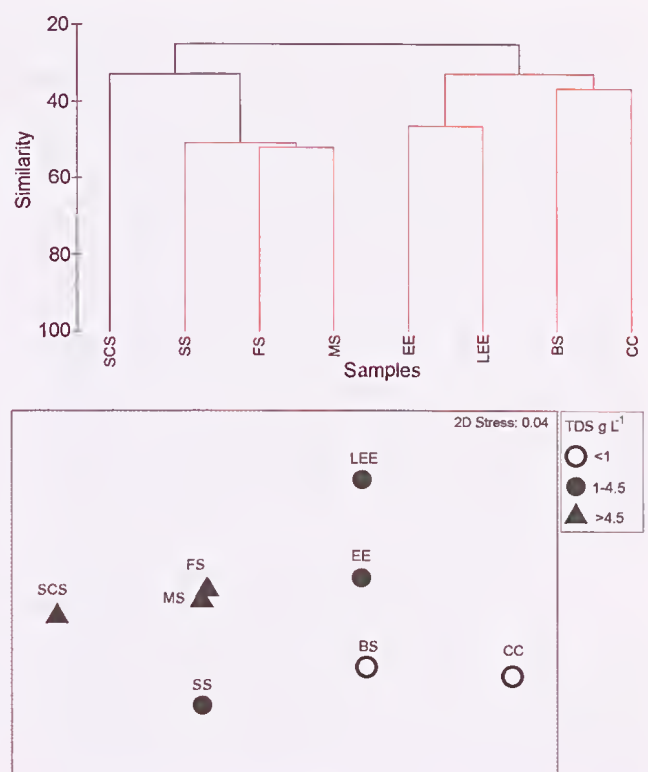 20
40
60
80
100
Similarity
SCS
SS
FS
MS
EE
LEE
BS
CC
Samples
2D Stress: 0.04
TDS g L⁻¹
<1
1-4.5
>4.5
LEE
EE
FS
MS
SCS
BS
CC
SS